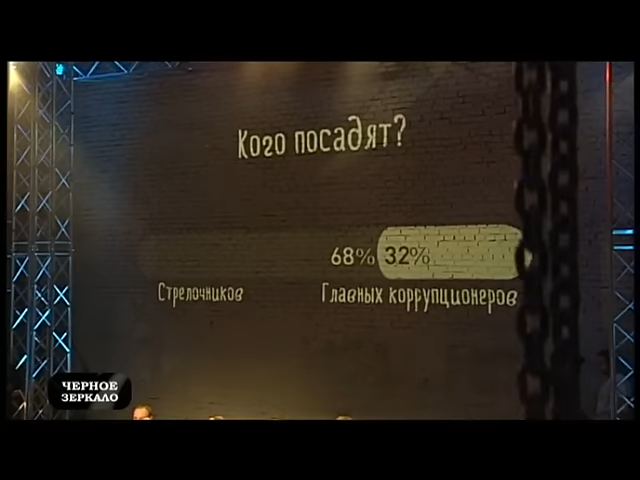 Кого посадят?
68% 32%
Стрелочников Главных коррупционеров
ЧЕРНОЕ
ЗЕРКАЛО